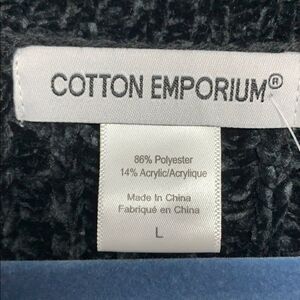 COTTON EMPORIUM®
86% Polyester
14% Acrylic/Acrylique
Made in China
Fabriqué en China
L